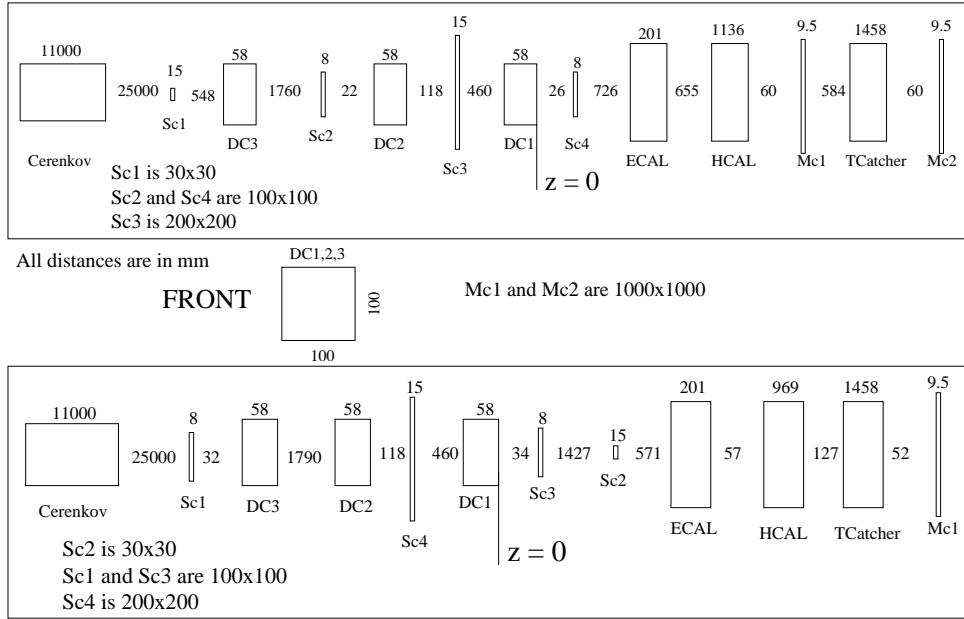 15
9.5 1458 9.5
201 1136
11000 58 8 58 58 8
15
25000 548 1760 22 118 460 26 726 655 60 584 60
Sc1 DC3 Sc2 DC2 Sc3 DC1 Sc4 ECAL HCAL Mc1 TCatcher Mc2
Cerenkov
Sc1 is 30x30
Sc2 and Sc4 are 100x100
Sc3 is 200x200
z = 0
All distances are in mm
DC1,2,3
FRONT
100
100
Mc1 and Mc2 are 1000x1000
15 201 969 1458 9.5
11000 8 58 58 58 8 15
25000 32 1790 118 460 34 1427 571 57 127 52
Cerenkov Sc1 DC3 DC2 Sc4 DC1 Sc3 Sc2 ECAL HCAL TCatcher Mc1
z = 0
Sc2 is 30x30
Sc1 and Sc3 are 100x100
Sc4 is 200x200